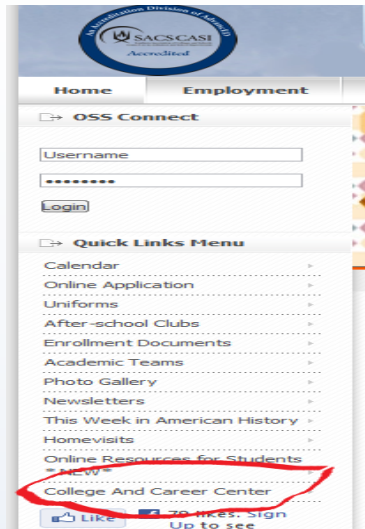 An Accreditation Division of AdvancED
SACS CASI
Accredited
Home Employment
OSS Connect
Username
••••••••
Login
Quick Links Menu
Calendar
Online Application
Uniforms
After-school Clubs
Enrollment Documents
Academic Teams
Photo Gallery
Newsletters
This Week in American History
Homevisits
Online Resources for Students
*NEW*
College And Career Center
Like 79 likes. Sign
Up to see